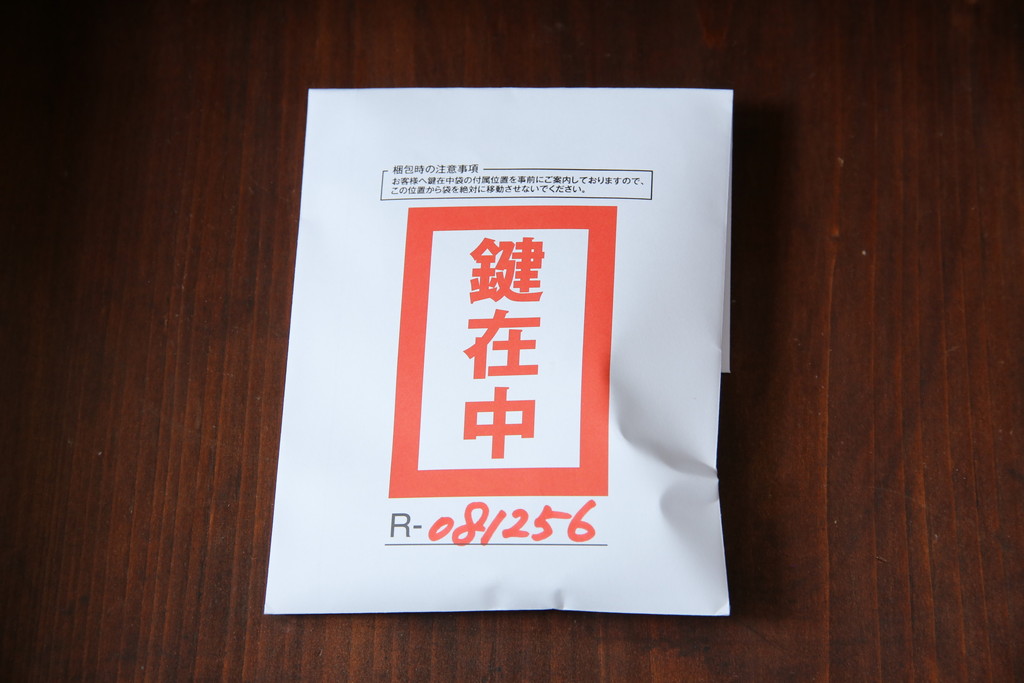 梱包時の注意事項
お客様へ鍵在中袋の付属位置を事前にご案内しておりますので、
この位置から袋を絶対に移動させないでください。
鍵在中
R-081256